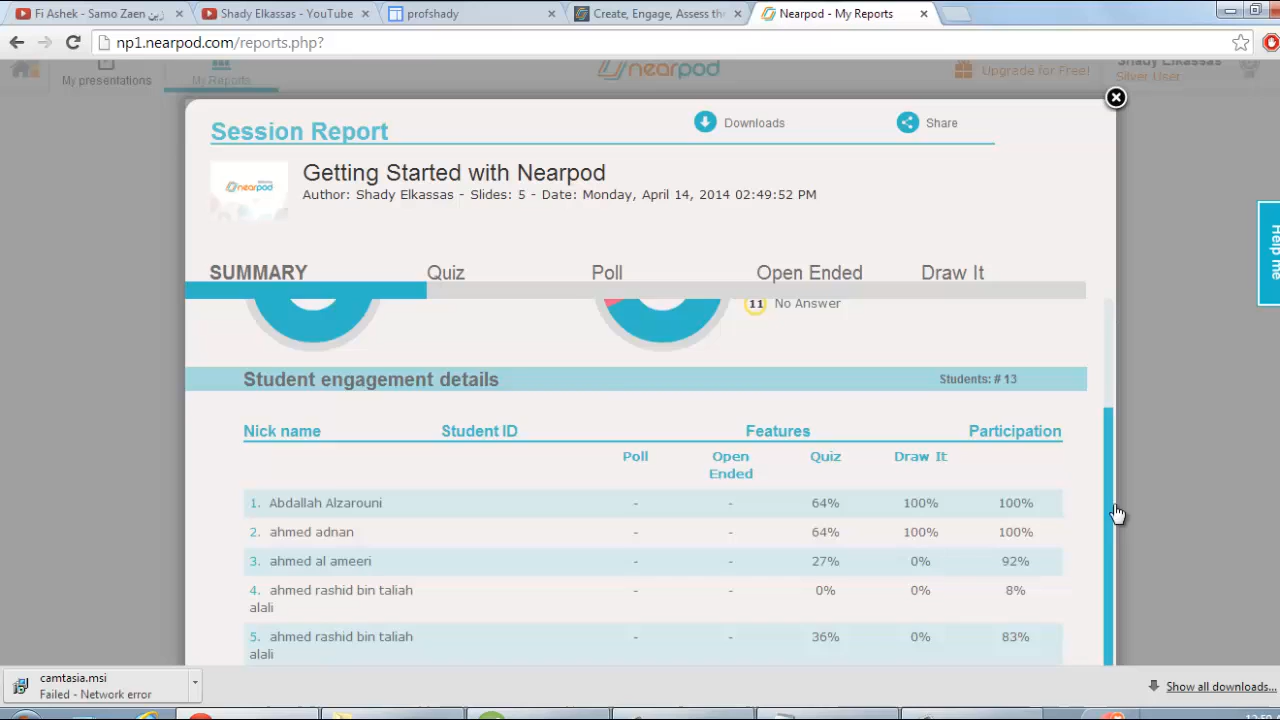 Fi Ashek - Samo Zaen زين
Shady Elkassas - YouTube
profshady
Create, Engage, Assess th
Nearpod - My Reports
np1.nearpod.com/reports.php?
My presentations
My Reports
nearpod
Upgrade for Free!
Shady Elkassas
Silver User
Session Report
Downloads
Share
nearpod
Getting Started with Nearpod
Author: Shady Elkassas - Slides: 5 - Date: Monday, April 14, 2014 02:49:52 PM
Help me
SUMMARY Quiz Poll Open Ended Draw It
11 No Answer
Student engagement details Students: # 13
Nick name Student ID Features Participation
Poll Open Ended Quiz Draw It
1. Abdallah Alzarouni - - 64% 100% 100%
2. ahmed adnan - - 64% 100% 100%
3. ahmed al ameeri - - 27% 0% 92%
4. ahmed rashid bin taliah - - 0% 0% 8%
alali
5. ahmed rashid bin taliah - - 36% 0% 83%
alali
camtasia.msi
Failed - Network error
Show all downloads...